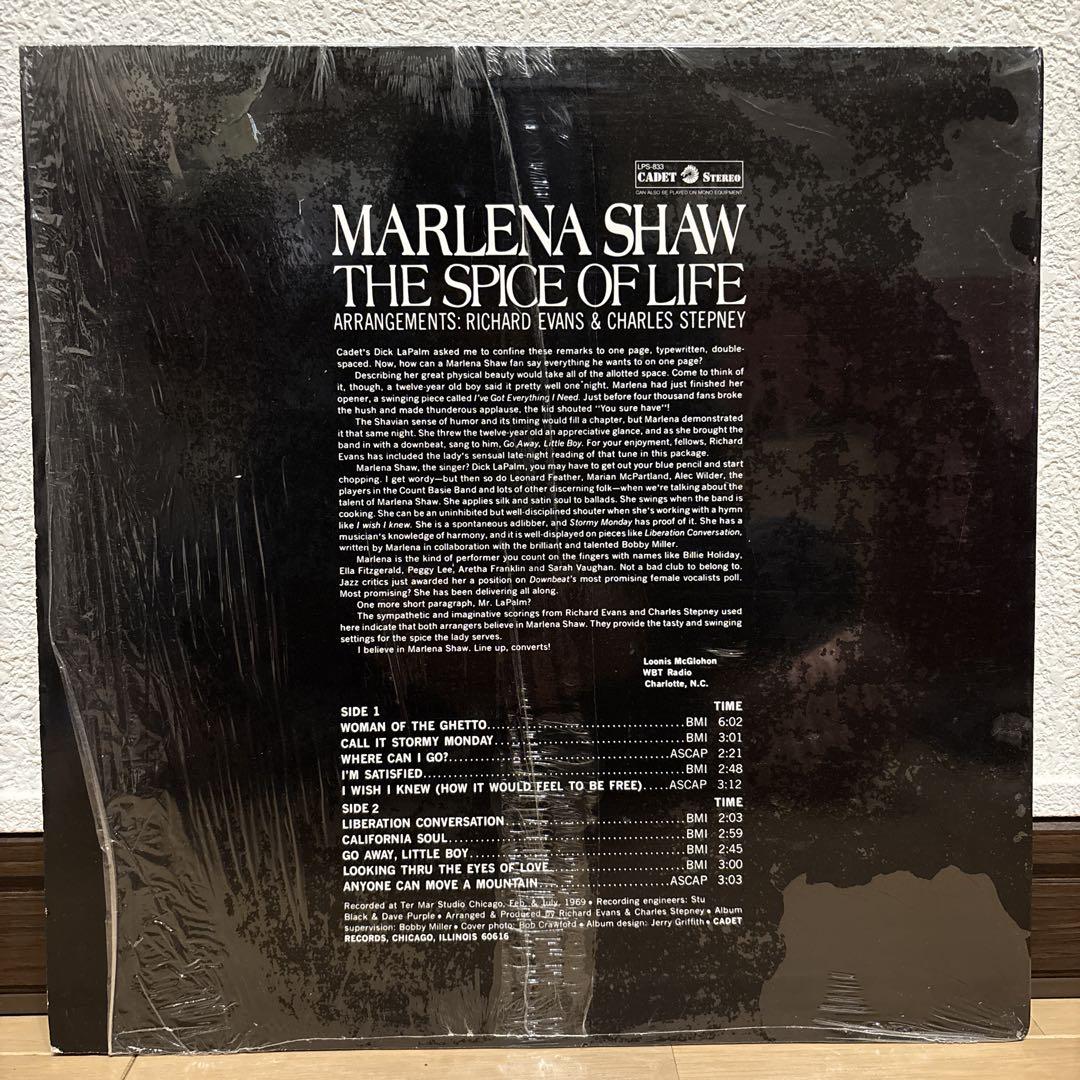 LPS-833
CADET STEREO
CAN ALSO BE PLAYED ON MONO EQUIPMENT
MARLENA SHAW
THE SPICE OF LIFE
ARRANGEMENTS: RICHARD EVANS & CHARLES STEPNEY
Cadet's Dick LaPalm asked me to confine these remarks to one page, typewritten, double-
spaced. Now, how can a Marlena Shaw fan say everything he wants to on one page?
Describing her great physical beauty would take all of the allotted space. Come to think of
it, though, a twelve-year old boy said it pretty well one night. Marlena had just finished her
opener, a swinging piece called I've Got Everything I Need. Just before four thousand fans broke
the hush and made thunderous applause, the kid shouted "You sure have"!
The Shavian sense of humor and its timing would fill a chapter, but Marlena demonstrated
it that same night. She threw the twelve-year old an appreciative glance, and as she brought the
band in with a downbeat, sang to him, Go Away, Little Boy. For your enjoyment, fellows, Richard
Evans has included the lady's sensual late-night reading of that tune in this package.
Marlena Shaw, the singer? Dick LaPalm, you may have to get out your blue pencil and start
chopping. I get wordy—but then so do Leonard Feather, Marian McPartland, Alec Wilder, the
players in the Count Basie Band and lots of other discerning folk—when we're talking about the
talent of Marlena Shaw. She applies silk and satin soul to ballads. She swings when the band is
cooking. She can be an uninhibited but well-disciplined shouter when she's working with a hymn
like I wish I knew. She is a spontaneous adlibber, and Stormy Monday has proof of it. She has a
musician's knowledge of harmony, and it is well-displayed on pieces like Liberation Conversation,
written by Marlena in collaboration with the brilliant and talented Bobby Miller.
Marlena is the kind of performer you count on the fingers with names like Billie Holiday,
Ella Fitzgerald, Peggy Lee, Aretha Franklin and Sarah Vaughan. Not a bad club to belong to.
Jazz critics just awarded her a position on Downbeat's most promising female vocalists poll.
Most promising? She has been delivering all along.
One more short paragraph, Mr. LaPalm?
The sympathetic and imaginative scorings from Richard Evans and Charles Stepney used
here indicate that both arrangers believe in Marlena Shaw. They provide the tasty and swinging
settings for the spice the lady serves.
I believe in Marlena Shaw. Line up, converts!
Loonis McGlohon
WBT Radio
Charlotte, N.C.
SIDE 1 TIME
WOMAN OF THE GHETTO BMI 6:02
CALL IT STORMY MONDAY BMI 3:01
WHERE CAN I GO? ASCAP 2:21
I'M SATISFIED BMI 2:48
I WISH I KNEW (HOW IT WOULD FEEL TO BE FREE) ASCAP 3:12
SIDE 2 TIME
LIBERATION CONVERSATION BMI 2:03
CALIFORNIA SOUL BMI 2:59
GO AWAY, LITTLE BOY BMI 2:45
LOOKING THRU THE EYES OF LOVE BMI 3:00
ANYONE CAN MOVE A MOUNTAIN ASCAP 3:03
Recorded at Ter Mar Studio Chicago, Feb. & July, 1969 • Recording engineers: Stu
Black & Dave Purple • Arranged & Produced by Richard Evans & Charles Stepney • Album
supervision: Bobby Miller • Cover photo: Bob Crawford • Album design: Jerry Griffith • CADET
RECORDS, CHICAGO, ILLINOIS 60616